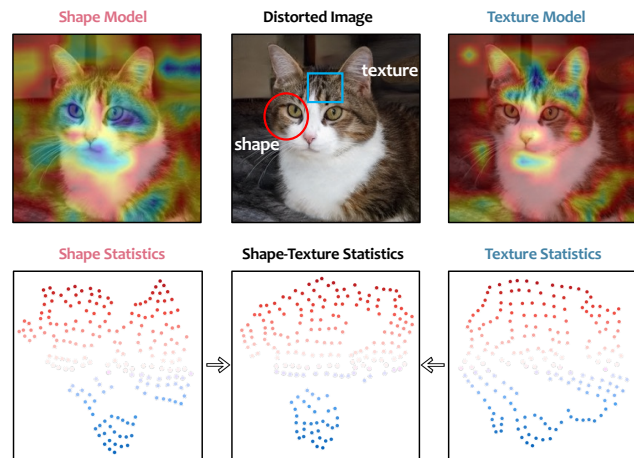 Shape Model
Distorted Image
Texture Model
texture
shape
Shape Statistics
Shape-Texture Statistics
Texture Statistics